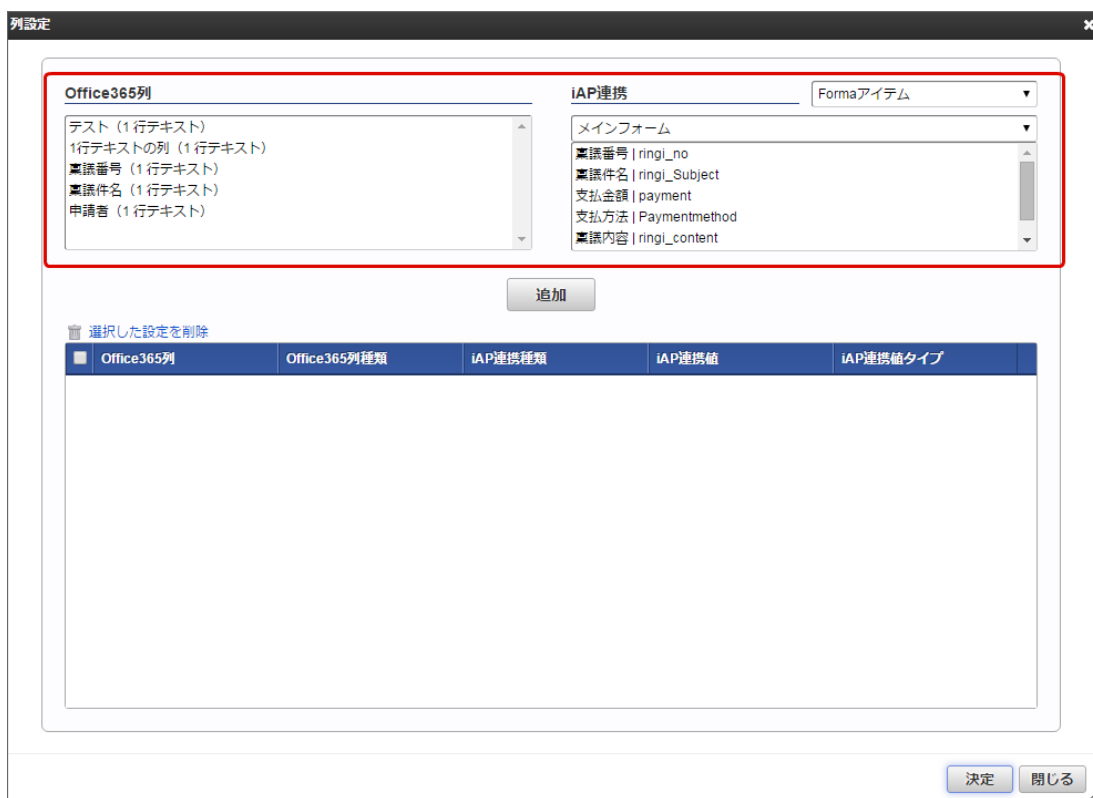 列設定
Office365列
iAP連携
Formaアイテム
テスト（1 行テキスト）
1行テキストの列（1 行テキスト）
稟議番号（1 行テキスト）
稟議件名（1 行テキスト）
申請者（1 行テキスト）
メインフォーム
稟議番号 | ringi_no
稟議件名 | ringi_Subject
支払金額 | payment
支払方法 | Paymentmethod
稟議内容 | ringi_content
追加
選択した設定を削除
Office365列 Office365列種類 iAP連携種類 iAP連携値 iAP連携値タイプ
決定 閉じる